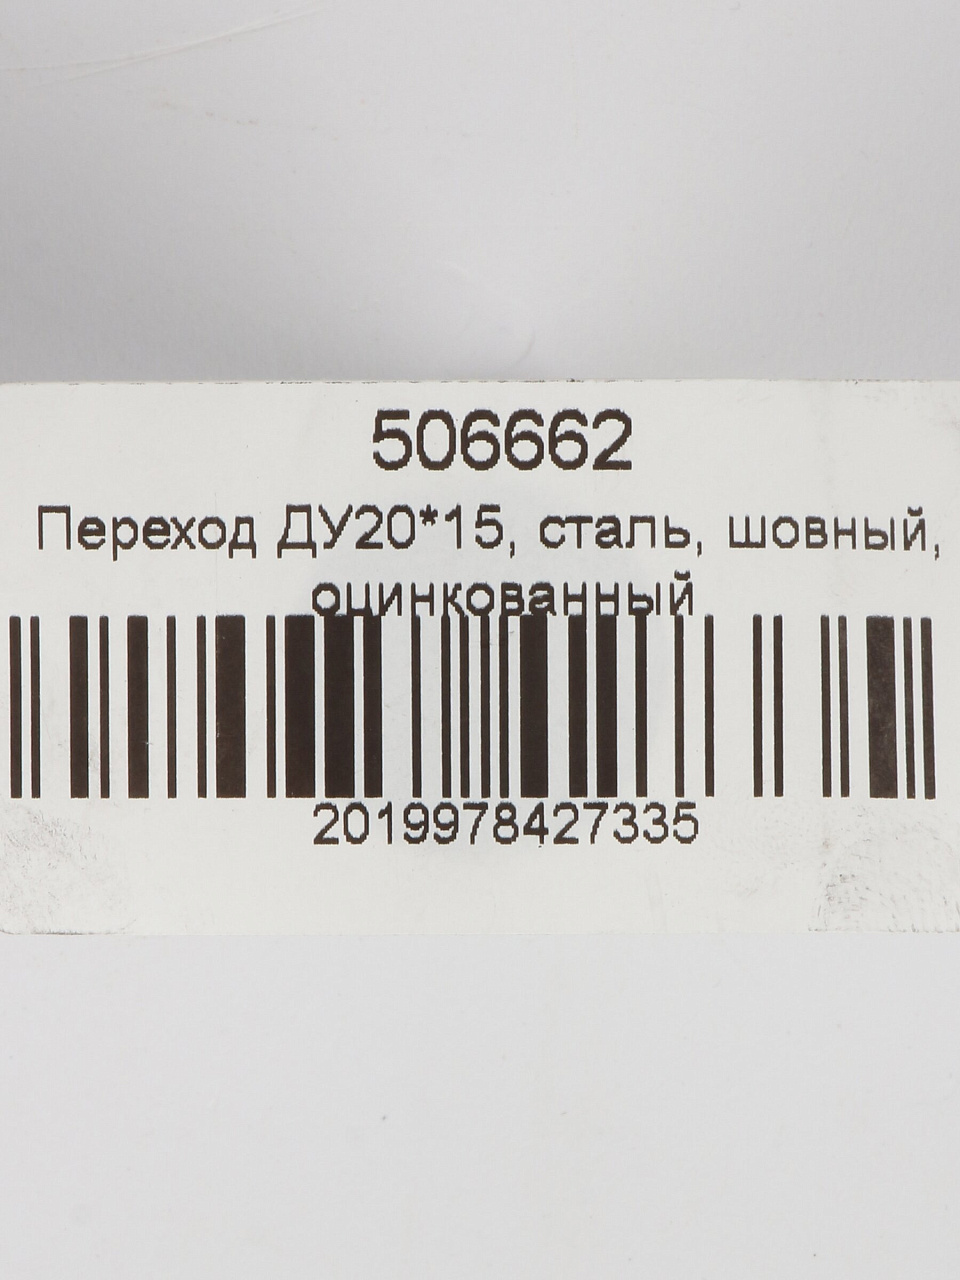 506662
Переход ДУ20*15, сталь, шовный,
оцинкованный
2019978427335